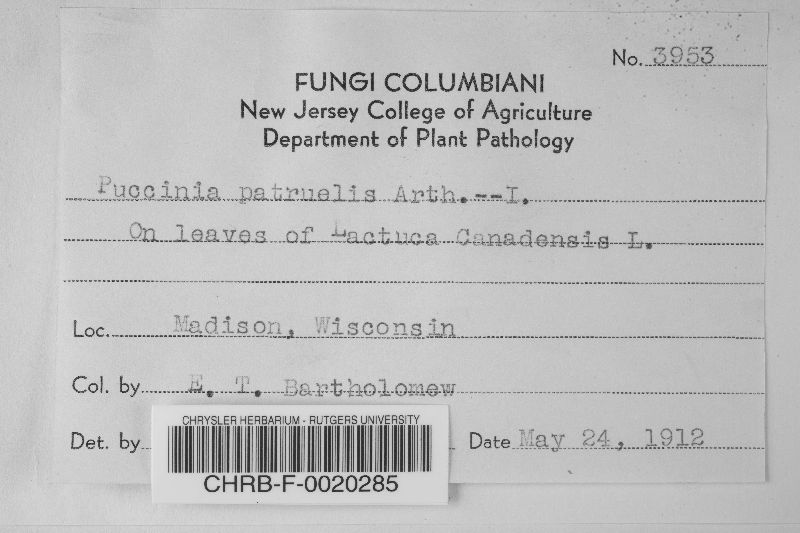 No. 3953
FUNGI COLUMBIANI
New Jersey College of Agriculture
Department of Plant Pathology
Puccinia patruelis Arth.--I.
On leaves of Lactuca Canadensis L.
Loc. Madison, Wisconsin
Col. by E. T. Bartholomew
Det. by
Date May 24, 1912
CHRYSLER HERBARIUM - RUTGERS UNIVERSITY
CHRB-F-0020285